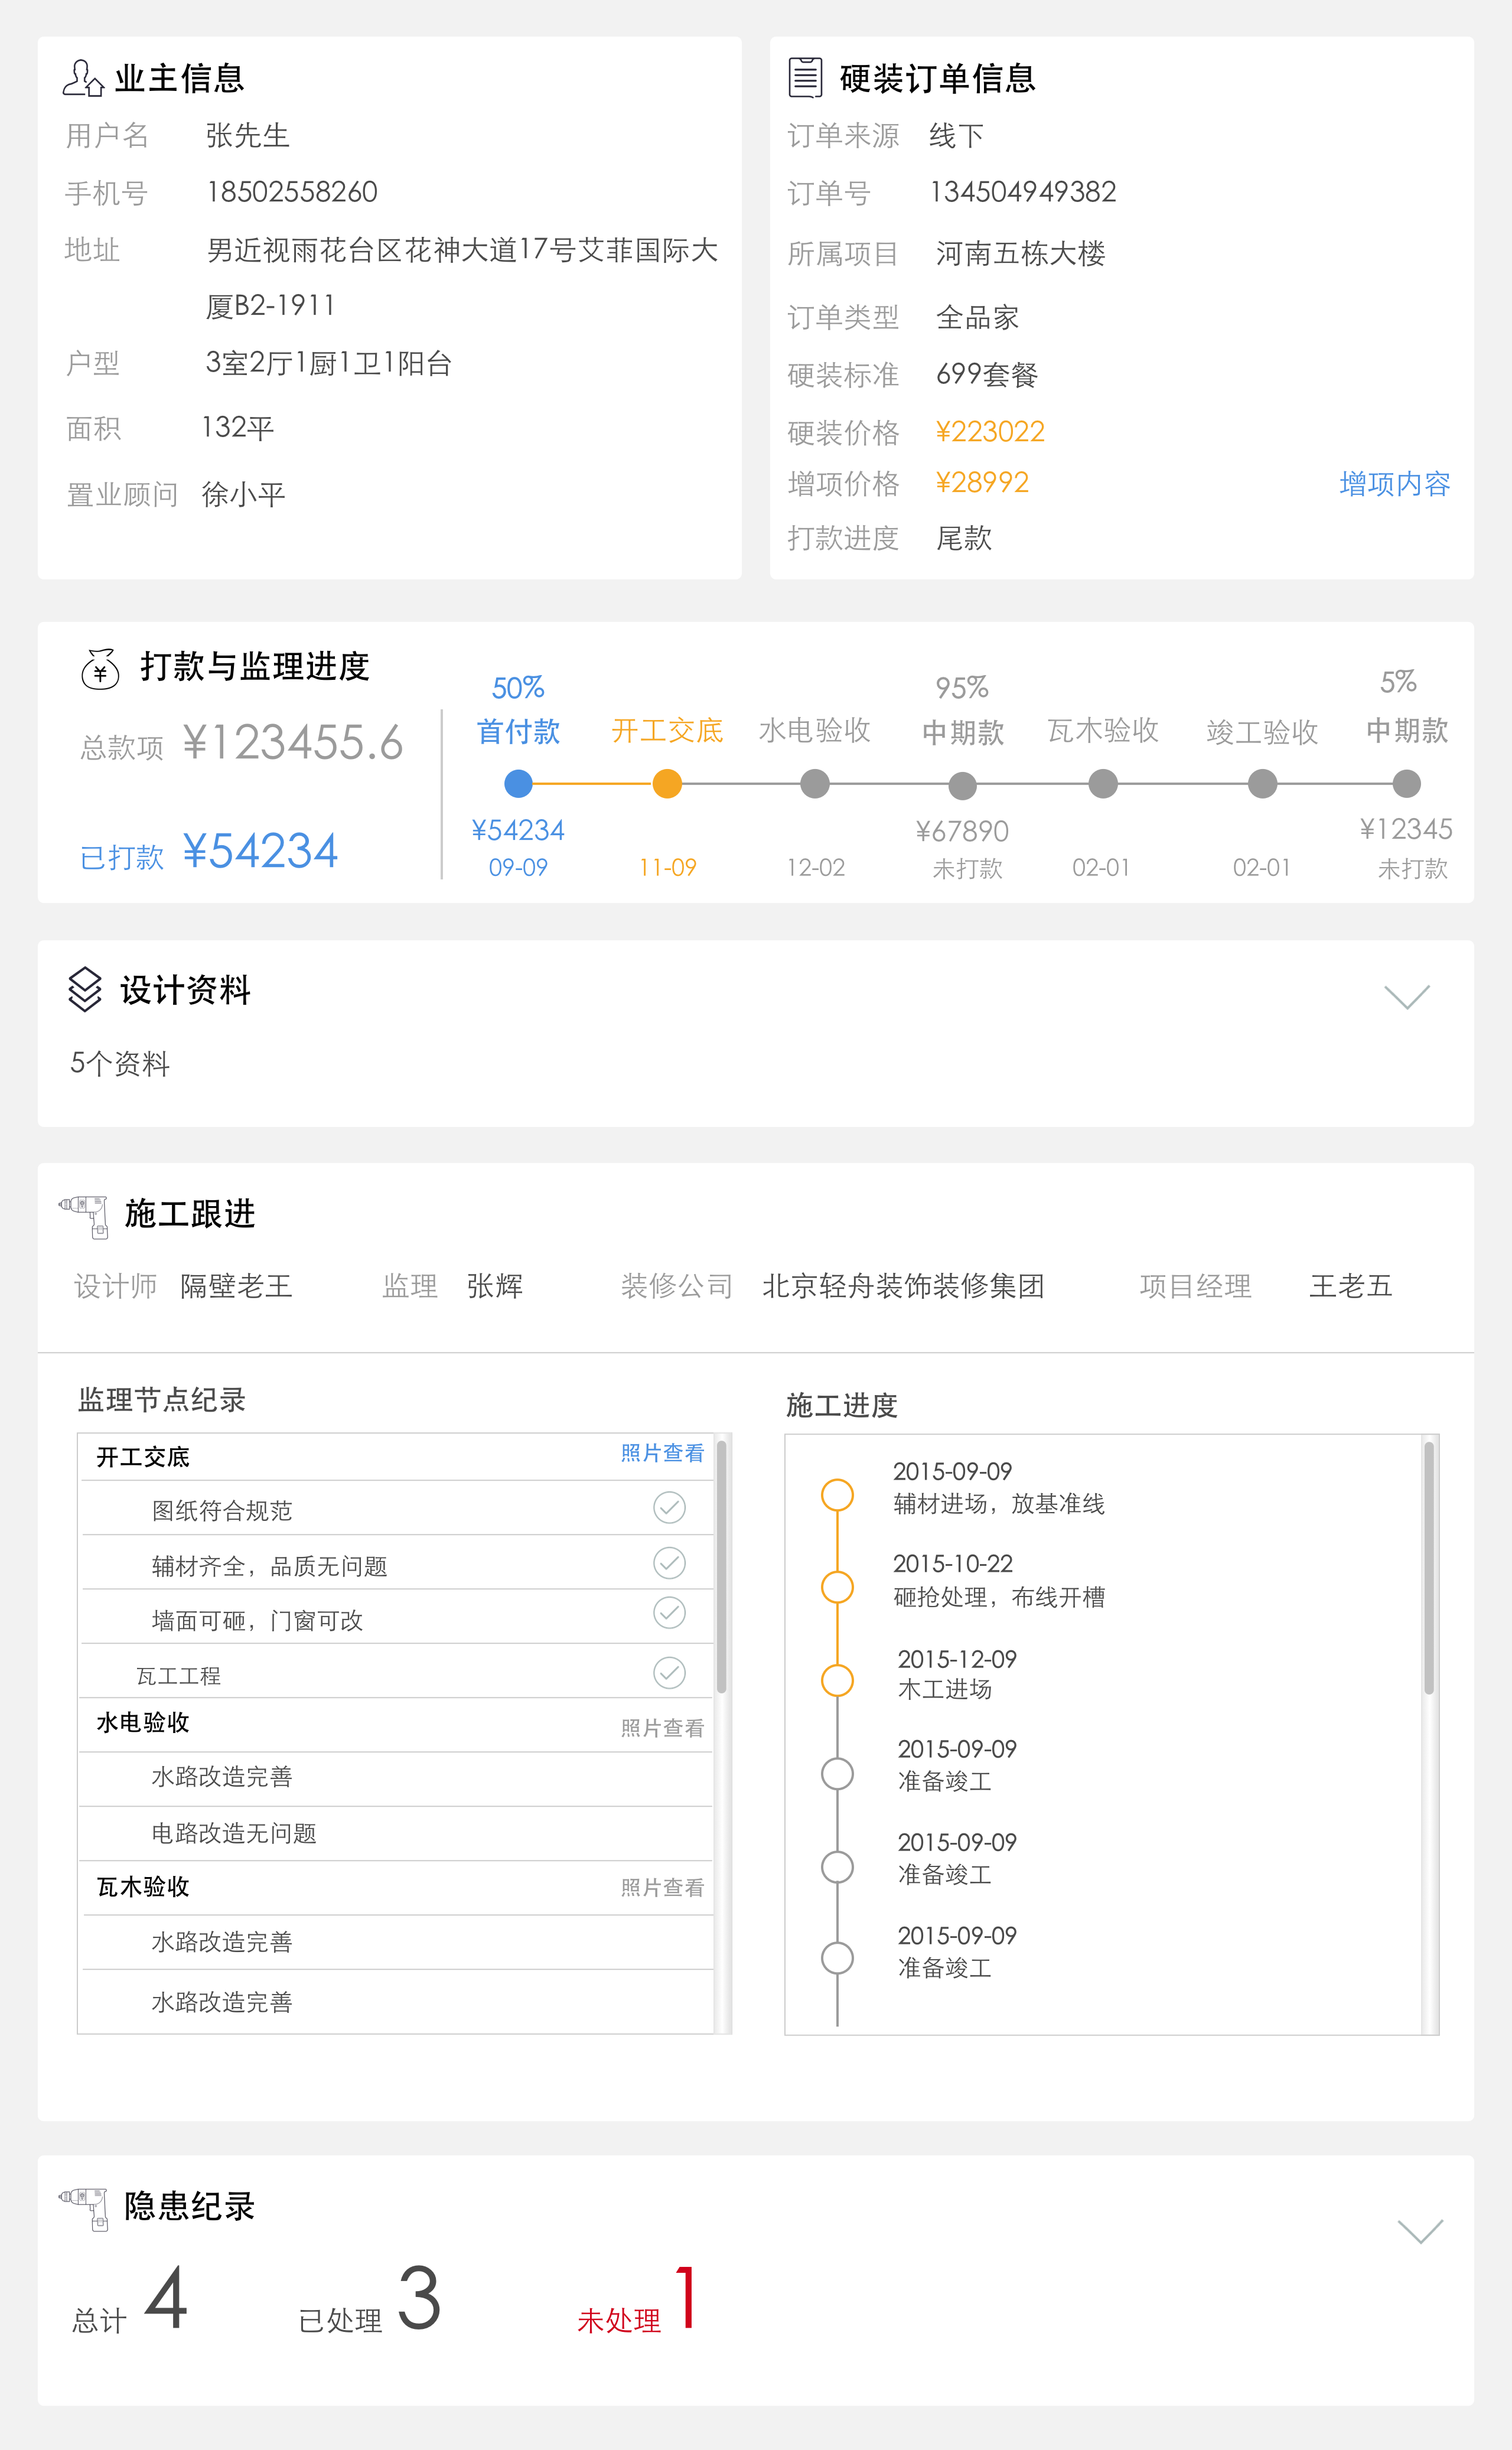 业主信息
用户名 张先生
手机号 18502558260
地址 男近视雨花台区花神大道17号艾菲国际大
厦B2-1911
户型 3室2厅1厨1卫1阳台
面积 132平
置业顾问 徐小平
硬装订单信息
订单来源 线下
订单号 134504949382
所属项目 河南五栋大楼
订单类型 全品家
硬装标准 699套餐
硬装价格 ¥223022
增项价格 ¥28992 增项内容
打款进度 尾款
打款与监理进度
总款项 ¥123455.6
已打款 ¥54234
50% 95% 5%
首付款 开工交底 水电验收 中期款 瓦木验收 竣工验收 中期款
¥54234 ¥67890 ¥12345
09-09 11-09 12-02 未打款 02-01 02-01 未打款
设计资料
5个资料
施工跟进
设计师 隔壁老王 监理 张辉 装修公司 北京轻舟装饰装修集团 项目经理 王老五
监理节点纪录
开工交底 照片查看
图纸符合规范
辅材齐全，品质无问题
墙面可砸，门窗可改
瓦工工程
水电验收 照片查看
水路改造完善
电路改造无问题
瓦木验收 照片查看
水路改造完善
水路改造完善
施工进度
2015-09-09
辅材进场，放基准线
2015-10-22
砸抢处理，布线开槽
2015-12-09
木工进场
2015-09-09
准备竣工
2015-09-09
准备竣工
2015-09-09
准备竣工
隐患纪录
总计 4 已处理 3 未处理 1